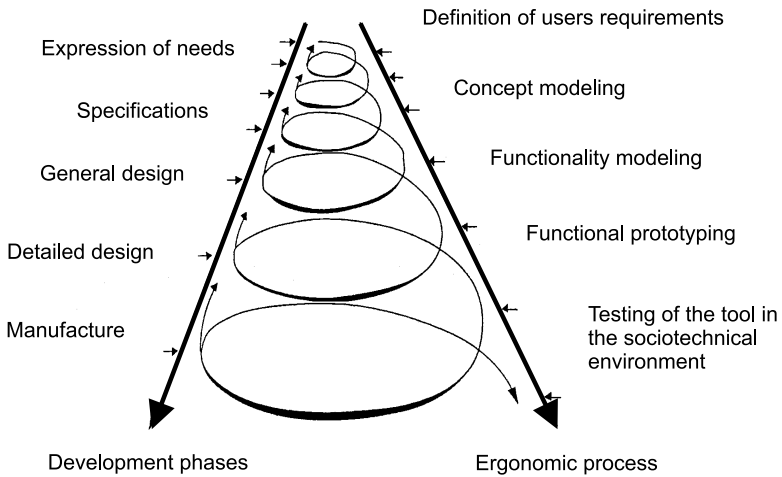 Definition of users requirements
Expression of needs
Concept modeling
Specifications
Functionality modeling
General design
Functional prototyping
Detailed design
Testing of the tool in
the sociotechnical
environment
Manufacture
Development phases
Ergonomic process